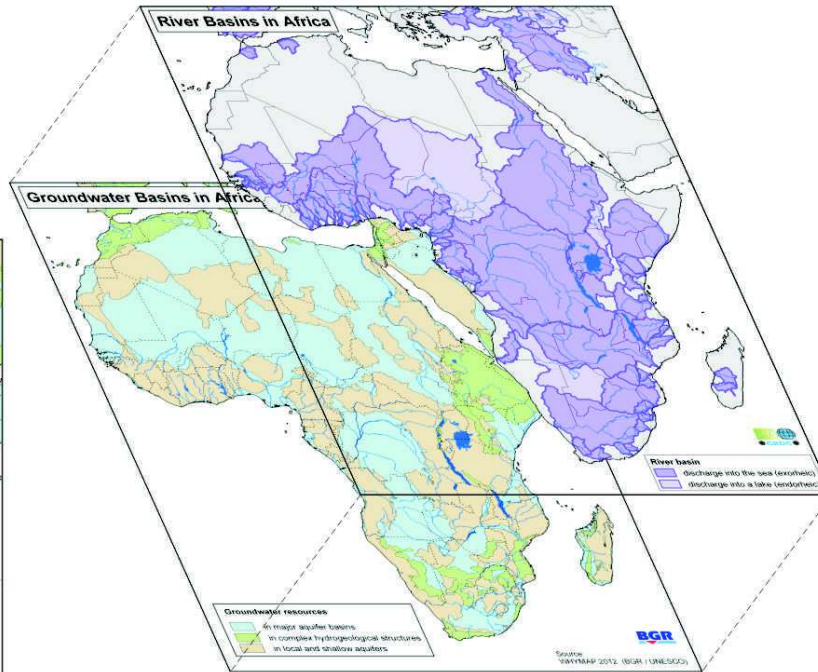 River Basins in Africa
Groundwater Basins in Africa
River basin
discharge into the sea (exorheic)
discharge into a lake (endorheic)
Groundwater resources
in major aquifer basins
in complex hydrogeological structures
in local and shallow aquifers
BGR
Source
WHYMAP 2012 (BGR / UNESCO)